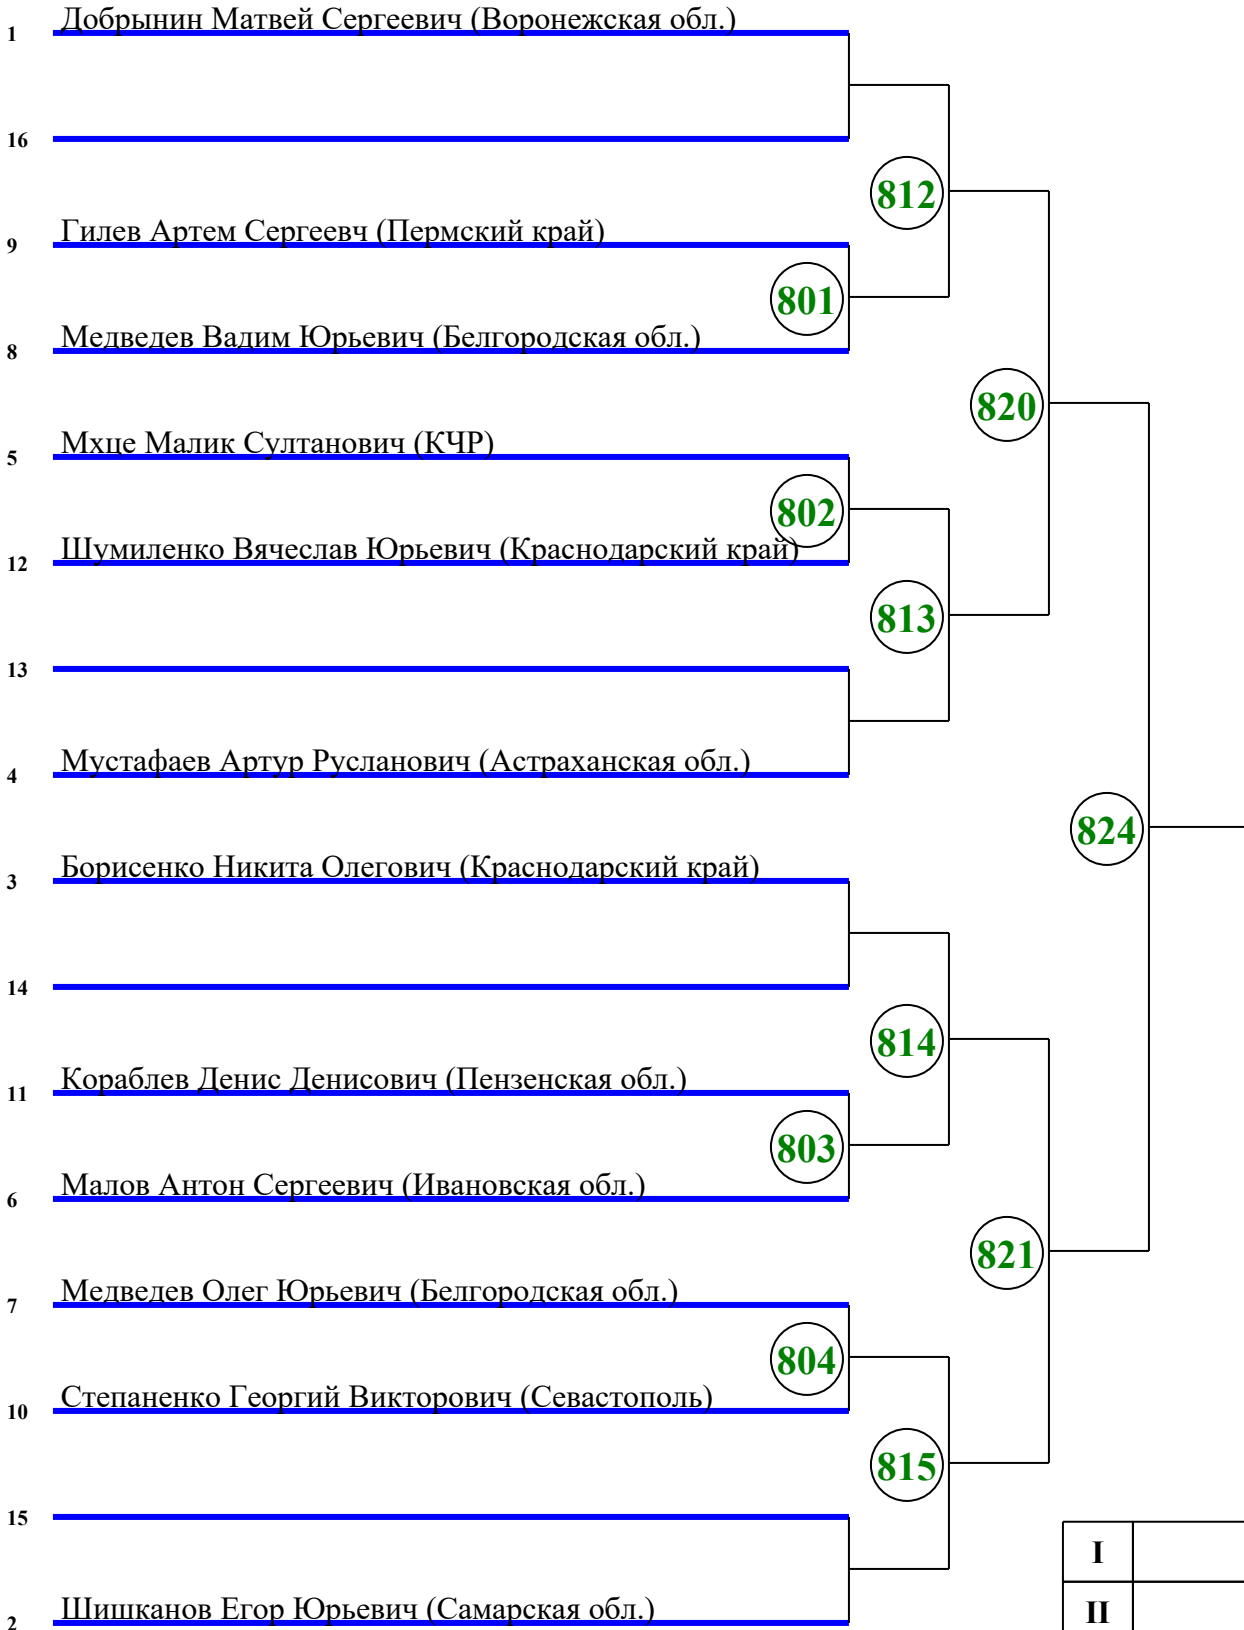 1 Добрынин Матвей Сергеевич (Воронежская обл.)
16
812
9 Гилев Артем Сергеевч (Пермский край)
801
8 Медведев Вадим Юрьевич (Белгородская обл.)
820
5 Мхце Малик Султанович (КЧР)
802
12 Шумиленко Вячеслав Юрьевич (Краснодарский край)
813
13
4 Мустафаев Артур Русланович (Астраханская обл.)
824
3 Борисенко Никита Олегович (Краснодарский край)
14
814
11 Кораблев Денис Денисович (Пензенская обл.)
803
6 Малов Антон Сергеевич (Ивановская обл.)
821
7 Медведев Олег Юрьевич (Белгородская обл.)
804
10 Степаненко Георгий Викторович (Севастополь)
815
15
I
2 Шишканов Егор Юрьевич (Самарская обл.)
II